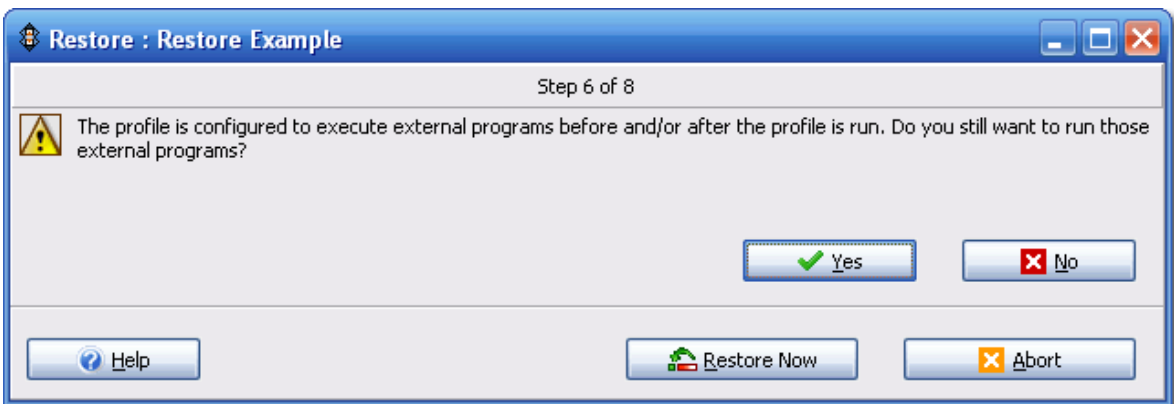 Restore : Restore Example
Step 6 of 8
The profile is configured to execute external programs before and/or after the profile is run. Do you still want to run those
external programs?
Yes
No
Help
Restore Now
Abort